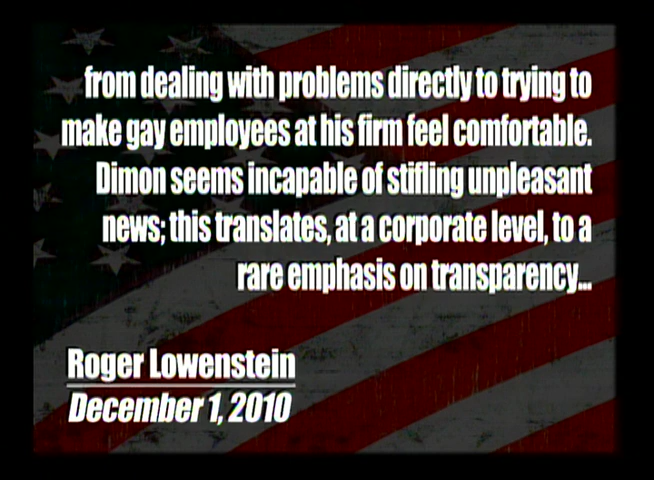 from dealing with problems directly to trying to
make gay employees at his firm feel comfortable.
Dimon seems incapable of stifling unpleasant
news; this translates, at a corporate level, to a
rare emphasis on transparency...
Roger Lowenstein
December 1, 2010